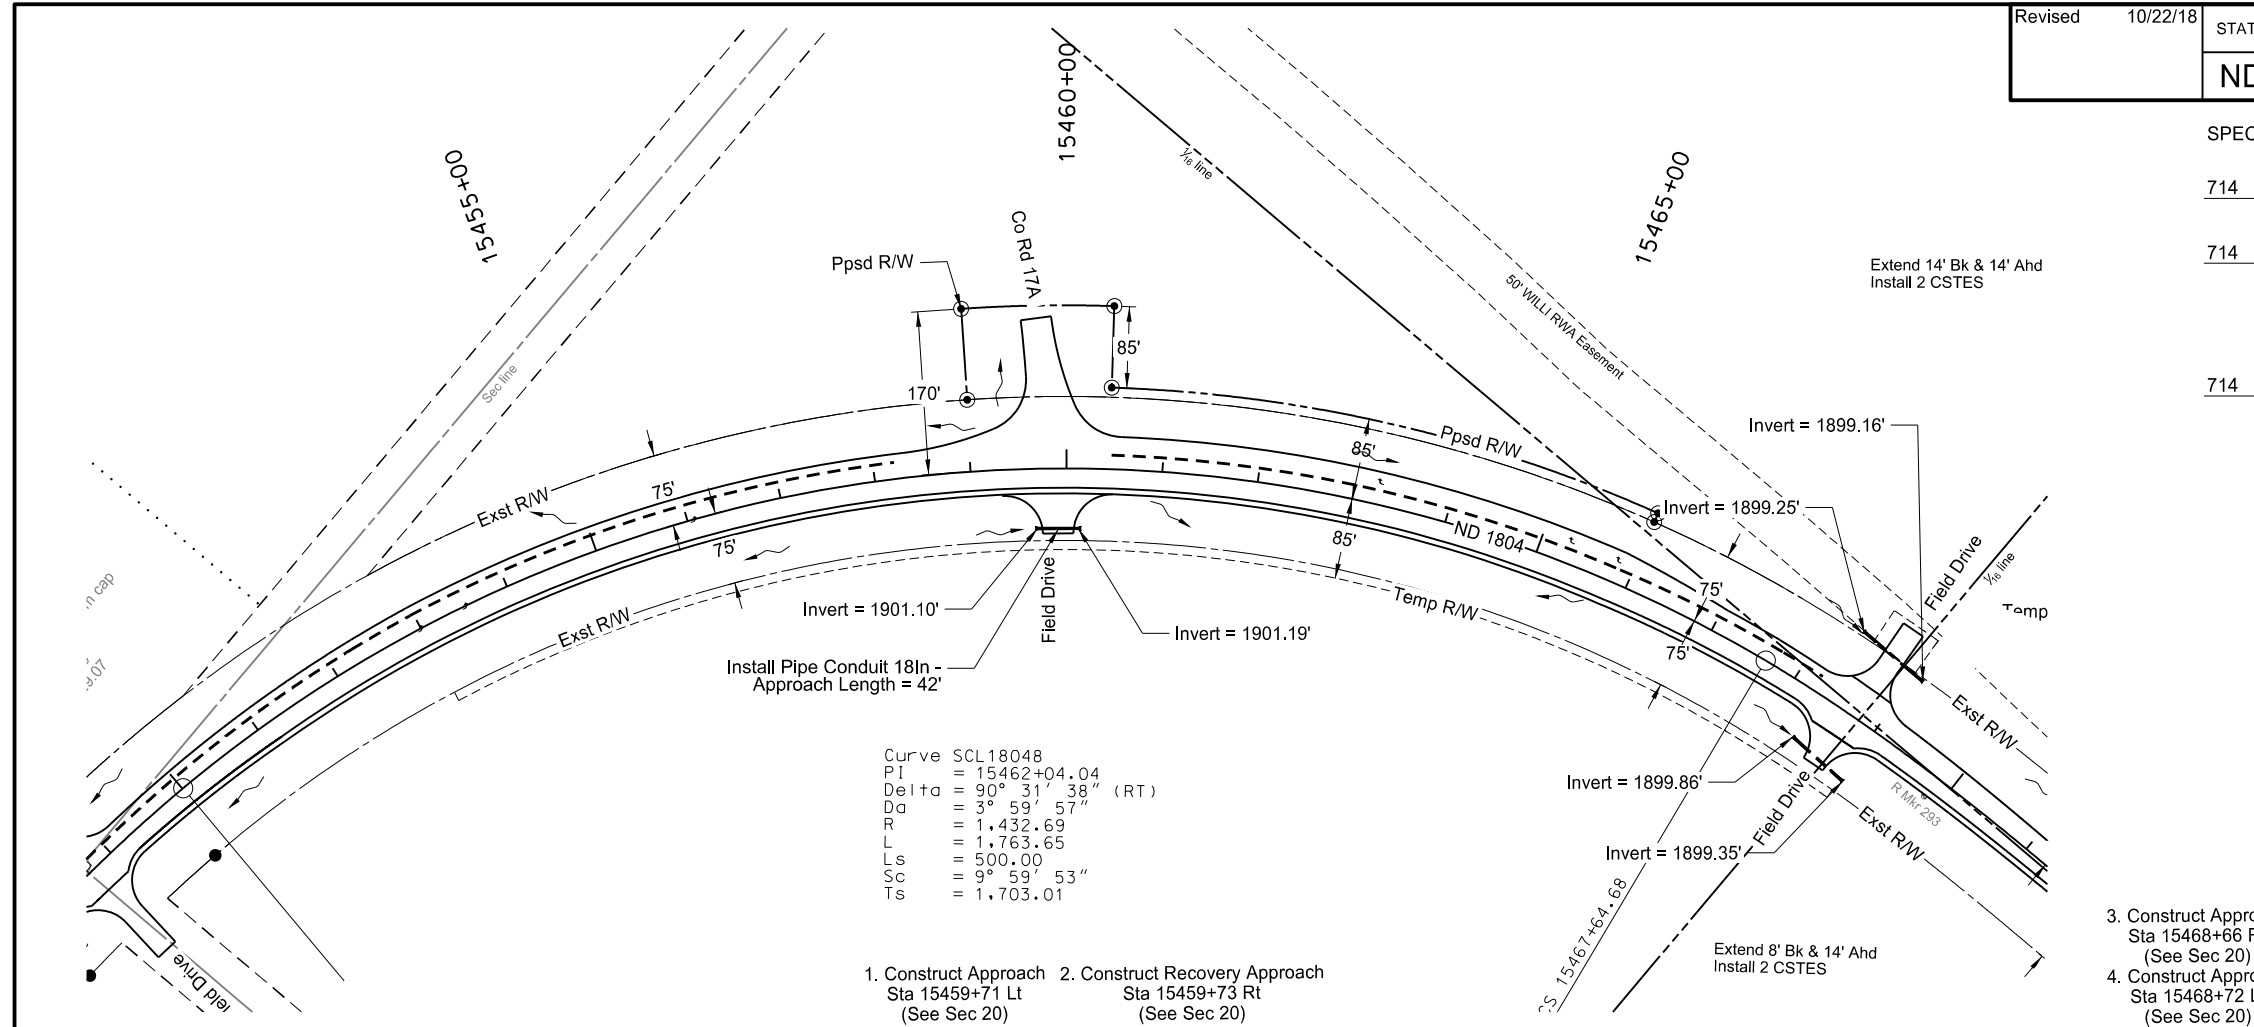 Revised 10/22/18
ND
714
714
714
15455+00
15460+00
15465+00
Co Rd 17A
Ppsd R/W
1/16 line
50' WILLI RWA Easement
Extend 14' Bk & 14' Ahd
Install 2 CSTES
Sec line
170'
85'
85'
Ppsd R/W
Invert = 1899.16'
Invert = 1899.25'
Exst R/W
75'
75'
85'
ND 1804
Field Drive
1/16 line
75'
75'
Temp
Invert = 1901.10'
Field Drive
Invert = 1901.19'
Temp R/W
Exst R/W
Install Pipe Conduit 18In -
Approach Length = 42'
Exst R/W
Curve SCL18048
PI = 15462+04.04
Delta = 90° 31' 38" (RT)
Da = 3° 59' 57"
R = 1,432.69
L = 1,763.65
Ls = 500.00
Sc = 9° 59' 53"
Ts = 1,703.01
Invert = 1899.86'
Field Drive
R Mkr 293
Exst R/W
Invert = 1899.35'
CS 15467+64.68
Extend 8' Bk & 14' Ahd
Install 2 CSTES
Drive
1. Construct Approach
Sta 15459+71 Lt
(See Sec 20)
2. Construct Recovery Approach
Sta 15459+73 Rt
(See Sec 20)
3. Construct
Sta 15468+66
(See Sec 20)
4. Construct
Sta 15468+72
(See Sec 20)